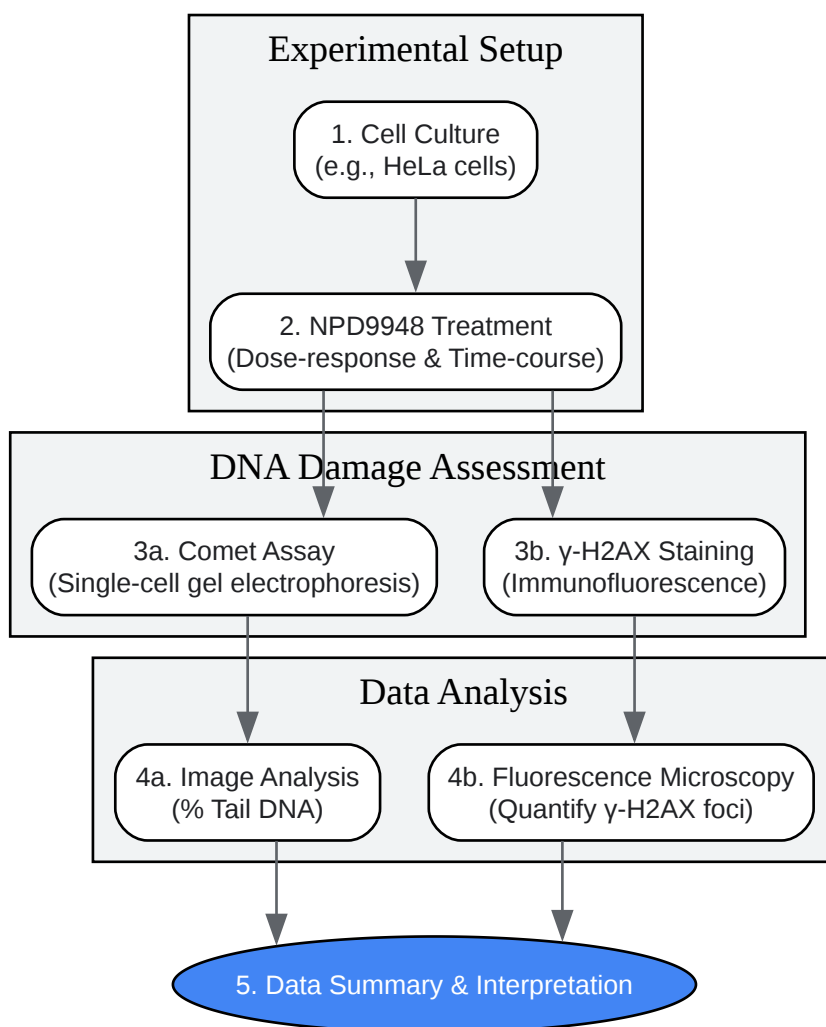 Experimental Setup
1. Cell Culture
(e.g., HeLa cells)
2. NPD9948 Treatment
(Dose-response & Time-course)
DNA Damage Assessment
3a. Comet Assay
(Single-cell gel electrophoresis)
3b. γ-H2AX Staining
(Immunofluorescence)
Data Analysis
4a. Image Analysis
(% Tail DNA)
4b. Fluorescence Microscopy
(Quantify γ-H2AX foci)
5. Data Summary & Interpretation